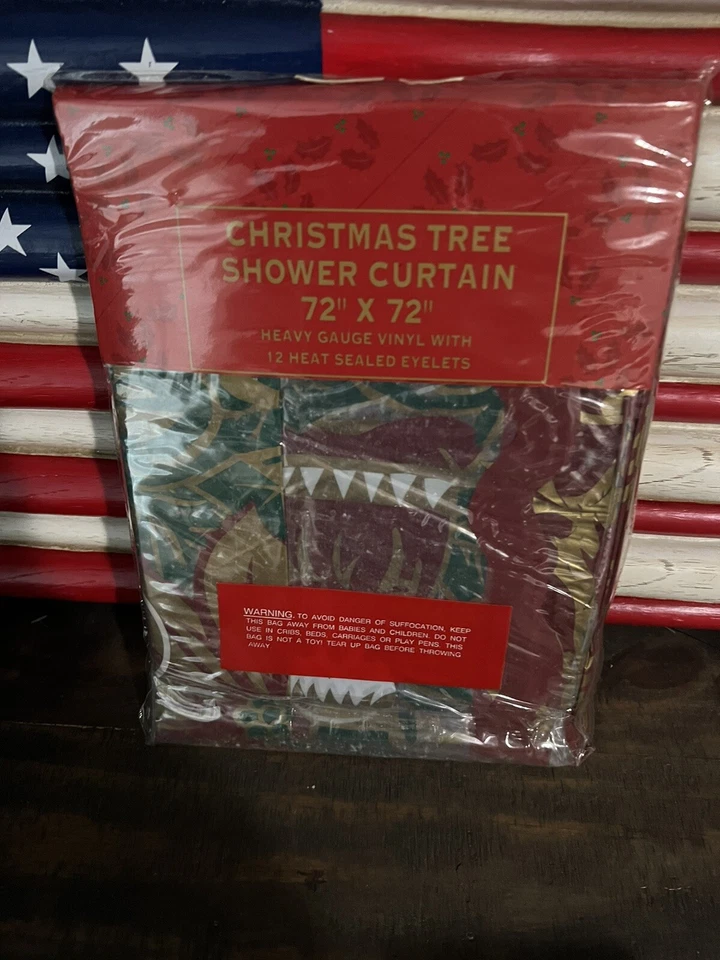 CHRISTMAS TREE
SHOWER CURTAIN
72" X 72"
HEAVY GAUGE VINYL WITH
12 HEAT SEALED EYELETS
WARNING. TO AVOID DANGER OF SUFFOCATION, KEEP
THIS BAG AWAY FROM BABIES AND CHILDREN. DO NOT
USE IN CRIBS, BEDS, CARRIAGES OR PLAY PENS. THIS
BAG IS NOT A TOY! TEAR UP BAG BEFORE THROWING
AWAY